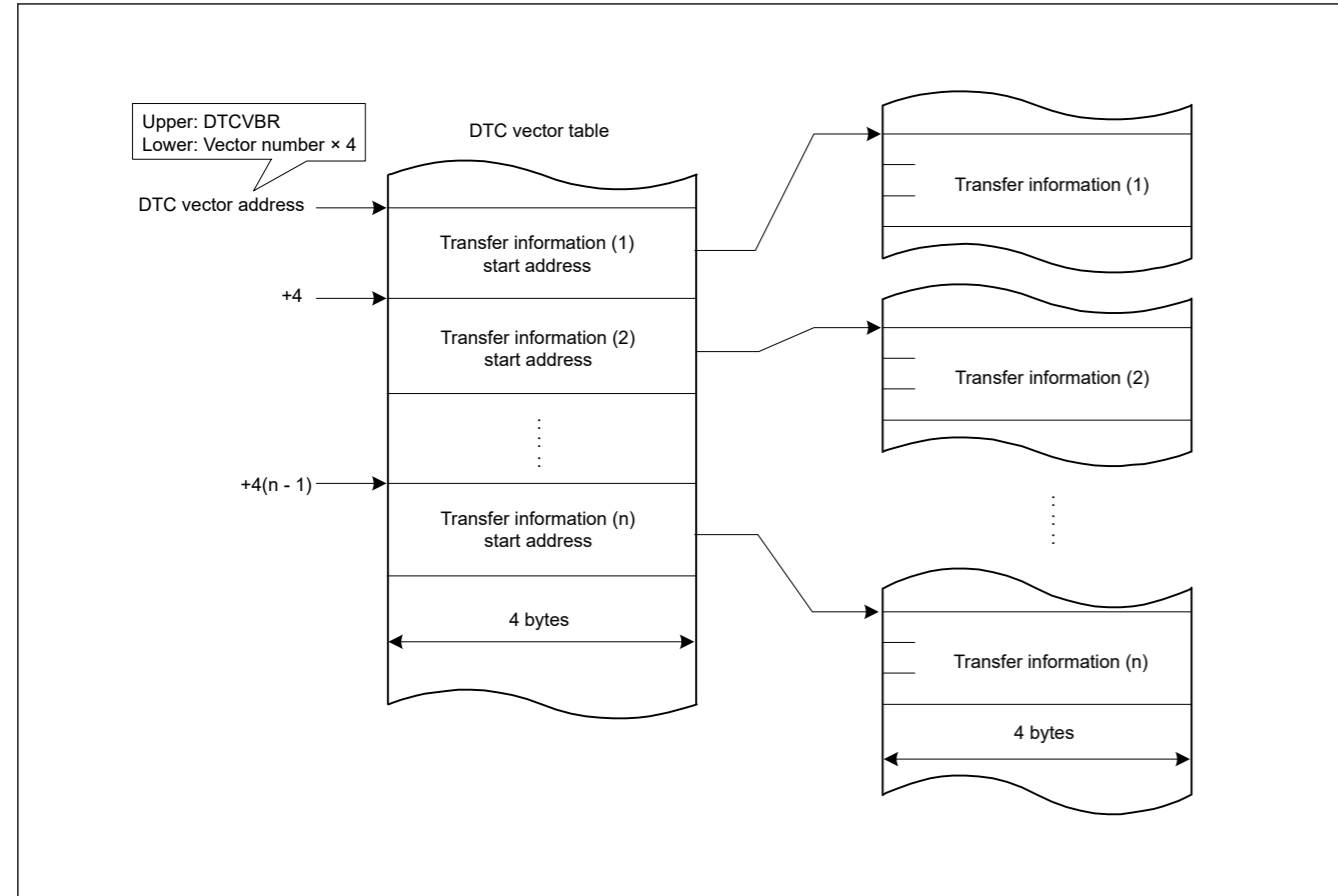 Upper: DTCVBR
Lower: Vector number × 4
DTC vector table
DTC vector address
Transfer information (1)
start address
+4
Transfer information (2)
start address
+4(n - 1)
Transfer information (n)
start address
4 bytes
Transfer information (1)
Transfer information (2)
Transfer information (n)
4 bytes